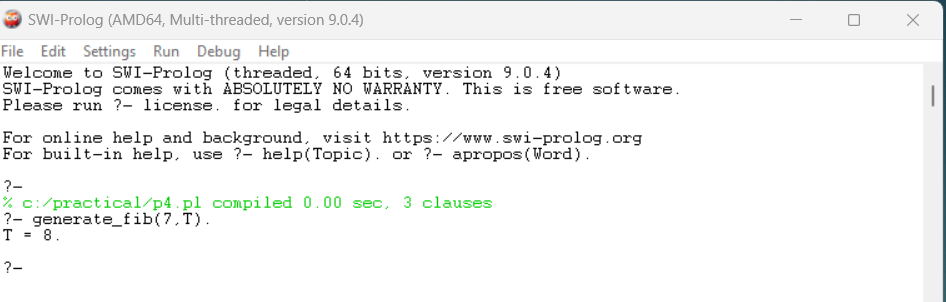 SWI-Prolog (AMD64, Multi-threaded, version 9.0.4)
File Edit Settings Run Debug Help
Welcome to SWI-Prolog (threaded, 64 bits, version 9.0.4)
SWI-Prolog comes with ABSOLUTELY NO WARRANTY. This is free software.
Please run ?- license. for legal details.
For online help and background, visit https://www.swi-prolog.org
For built-in help, use ?- help(Topic). or ?- apropos(Word).
?-
% c:/practical/p4.pl compiled 0.00 sec, 3 clauses
?- generate_fib(7,T).
T = 8.
?-